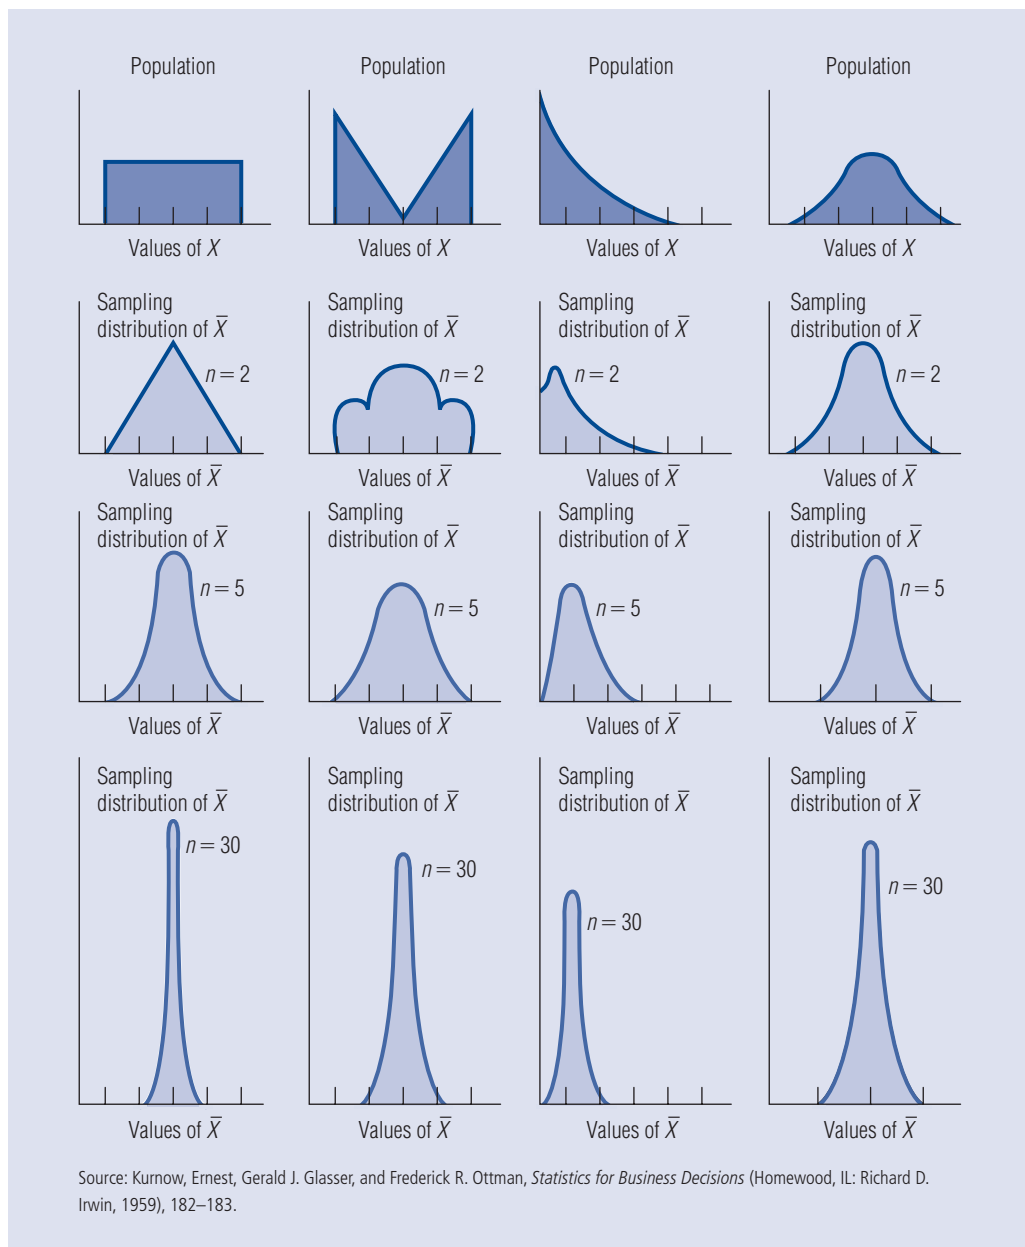 Population
Population
Population
Population
Values of X
Values of X
Values of X
Values of X
Sampling
distribution of X̅
n = 2
Sampling
distribution of X̅
n = 2
Sampling
distribution of X̅
n = 2
Sampling
distribution of X̅
n = 2
Values of X̅
Values of X̅
Values of X̅
Values of X̅
Sampling
distribution of X̅
n = 5
Sampling
distribution of X̅
n = 5
Sampling
distribution of X̅
n = 5
Sampling
distribution of X̅
n = 5
Values of X̅
Values of X̅
Values of X̅
Values of X̅
Sampling
distribution of X̅
n = 30
Sampling
distribution of X̅
n = 30
Sampling
distribution of X̅
n = 30
Sampling
distribution of X̅
n = 30
Values of X̅
Values of X̅
Values of X̅
Values of X̅
Source: Kurnow, Ernest, Gerald J. Glasser, and Frederick R. Ottman, Statistics for Business Decisions (Homewood, IL: Richard D.
Irwin, 1959), 182–183.